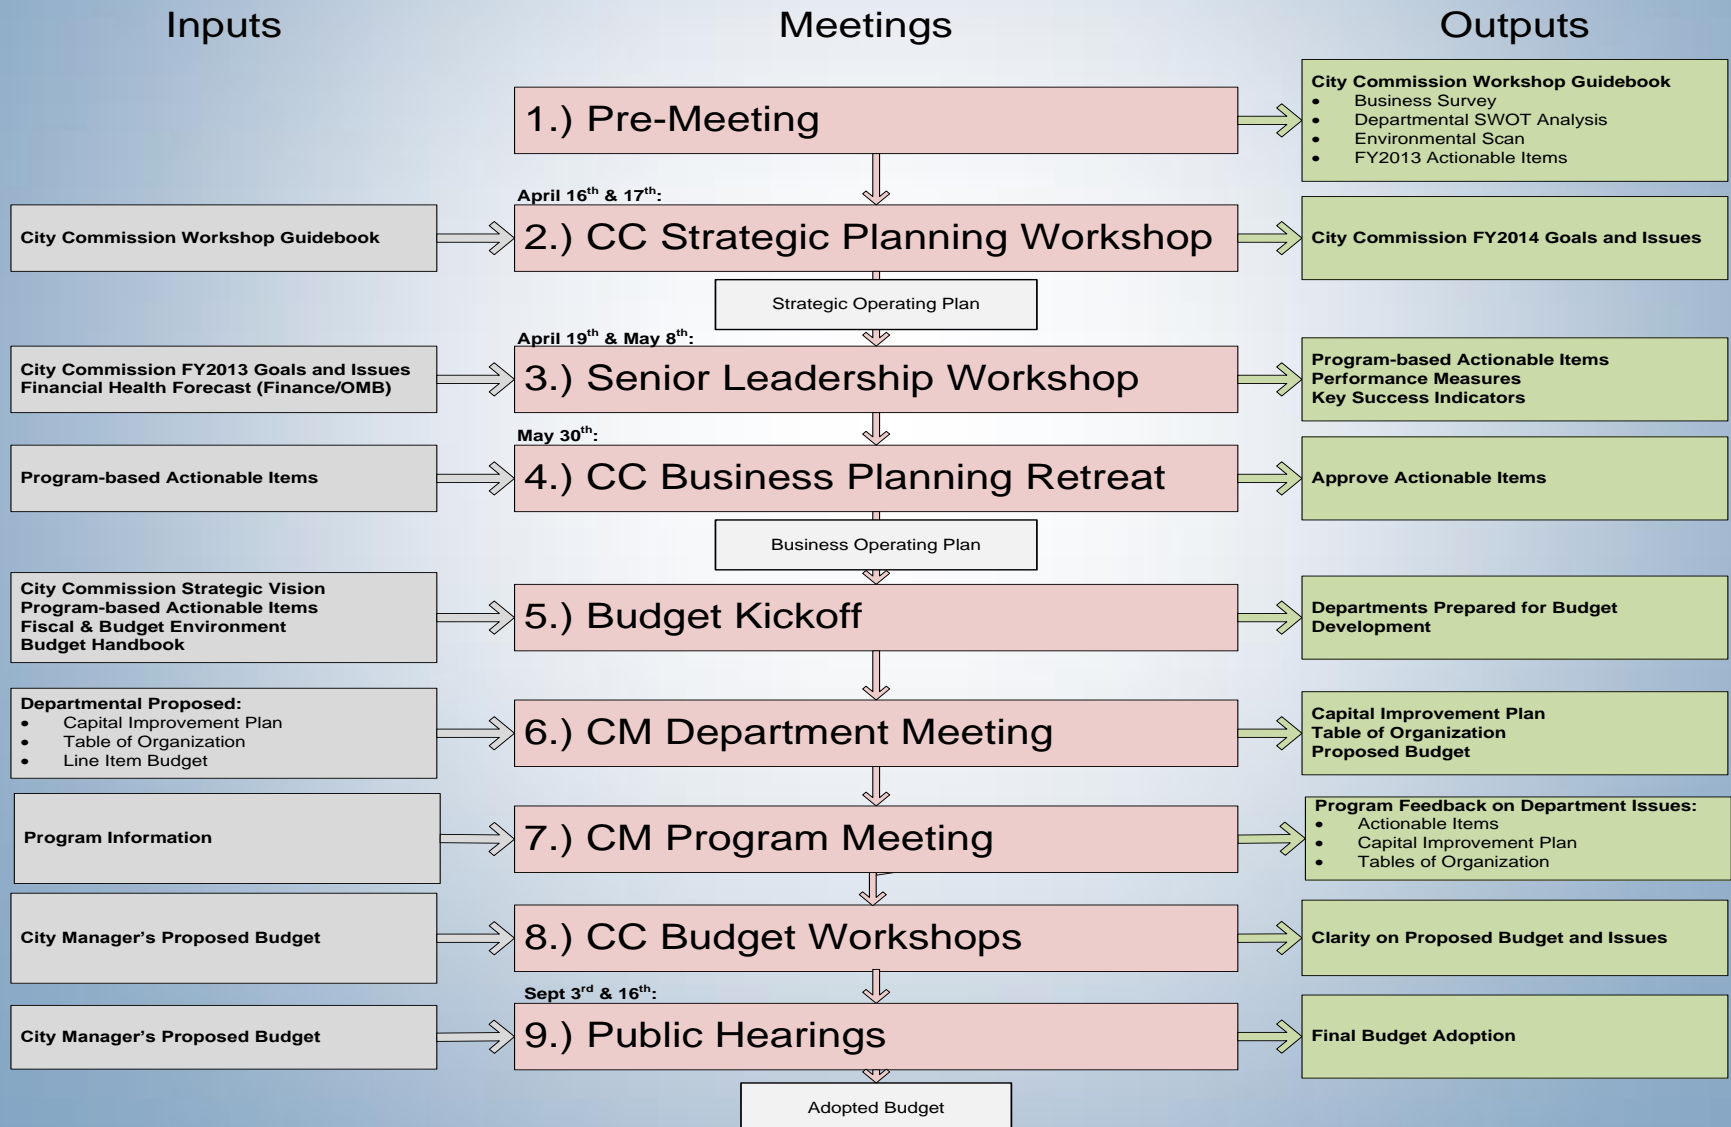 Inputs
Meetings
Outputs
1.) Pre-Meeting
City Commission Workshop Guidebook
• Business Survey
• Departmental SWOT Analysis
• Environmental Scan
• FY2013 Actionable Items
City Commission Workshop Guidebook
April 16th & 17th:
2.) CC Strategic Planning Workshop
City Commission FY2014 Goals and Issues
Strategic Operating Plan
City Commission FY2013 Goals and Issues
Financial Health Forecast (Finance/OMB)
April 19th & May 8th:
3.) Senior Leadership Workshop
Program-based Actionable Items
Performance Measures
Key Success Indicators
Program-based Actionable Items
May 30th:
4.) CC Business Planning Retreat
Approve Actionable Items
Business Operating Plan
City Commission Strategic Vision
Program-based Actionable Items
Fiscal & Budget Environment
Budget Handbook
5.) Budget Kickoff
Departments Prepared for Budget
Development
Departmental Proposed:
• Capital Improvement Plan
• Table of Organization
• Line Item Budget
6.) CM Department Meeting
Capital Improvement Plan
Table of Organization
Proposed Budget
Program Information
7.) CM Program Meeting
Program Feedback on Department Issues:
• Actionable Items
• Capital Improvement Plan
• Tables of Organization
City Manager’s Proposed Budget
8.) CC Budget Workshops
Clarity on Proposed Budget and Issues
City Manager’s Proposed Budget
Sept 3rd & 16th:
9.) Public Hearings
Final Budget Adoption
Adopted Budget